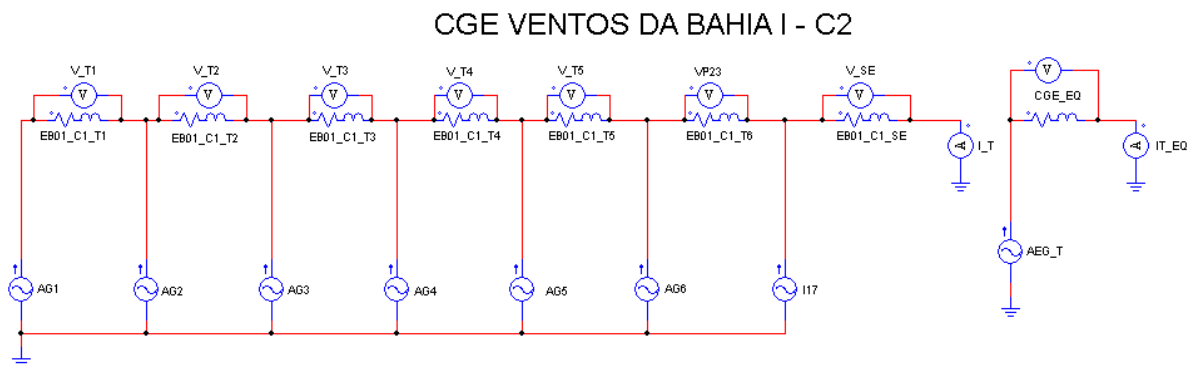 CGE VENTOS DA BAHIA I - C2
V_T1
V_T2
V_T3
V_T4
V_T5
VP23
V_SE
V
V
V
V
V
V
V
V
CGE_EQ
EB01_C1_T1
EB01_C1_T2
EB01_C1_T3
EB01_C1_T4
EB01_C1_T5
EB01_C1_T6
EB01_C1_SE
A
I_T
A
IT_EQ
AEG_T
AG1
AG2
AG3
AG4
AG5
AG6
I17